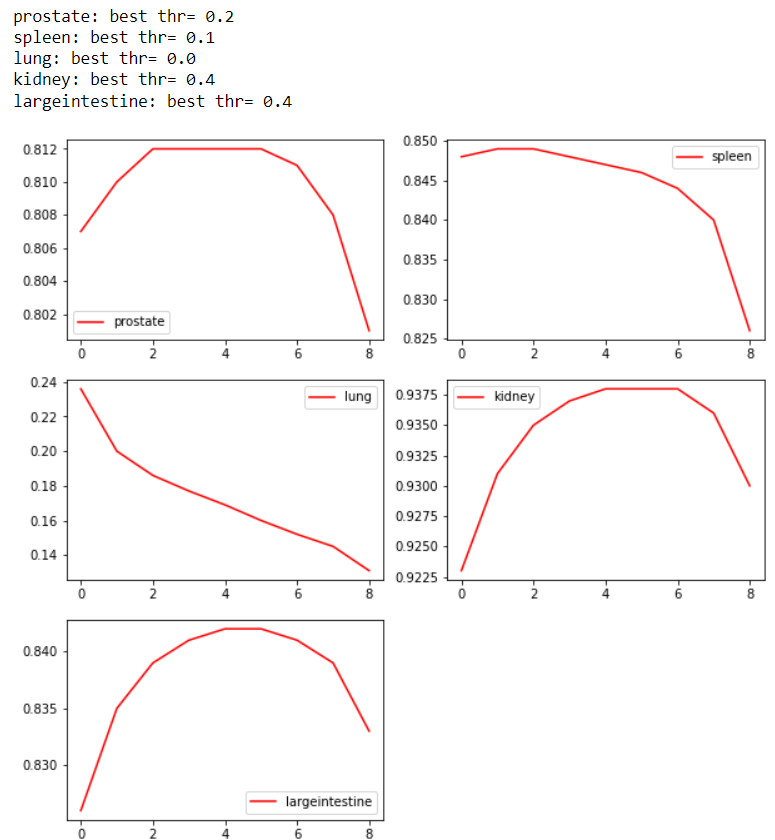 prostate: best thr= 0.2
spleen: best thr= 0.1
lung: best thr= 0.0
kidney: best thr= 0.4
largeintestine: best thr= 0.4
0.812
0.810
0.808
0.806
0.804
0.802
prostate
0 2 4 6 8
0.850
0.845
0.840
0.835
0.830
0.825
spleen
0 2 4 6 8
0.24
0.22
0.20
0.18
0.16
0.14
lung
0 2 4 6 8
0.9375
0.9350
0.9325
0.9300
0.9275
0.9250
0.9225
kidney
0 2 4 6 8
0.840
0.835
0.830
largeintestine
0 2 4 6 8